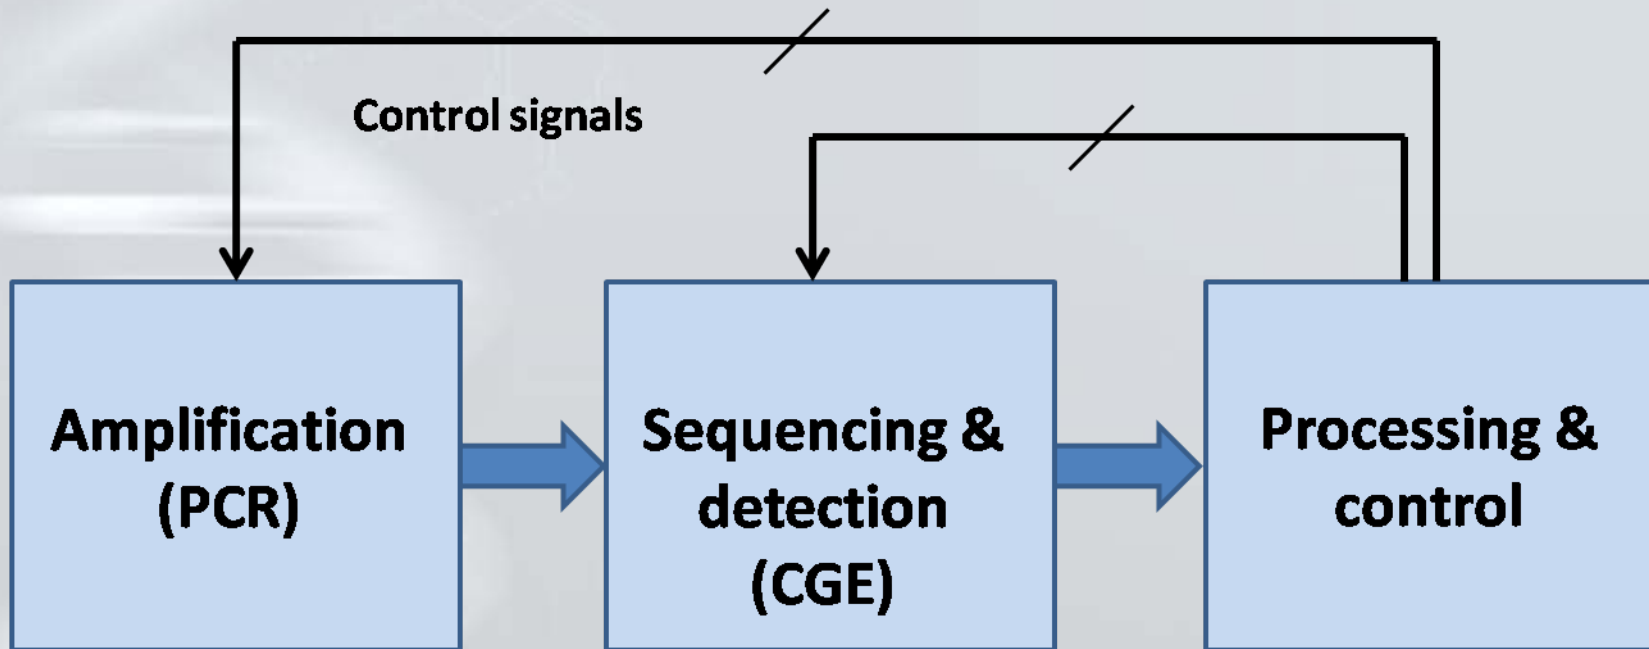 Control signals
Amplification
(PCR)
Sequencing &
detection
(CGE)
Processing &
control